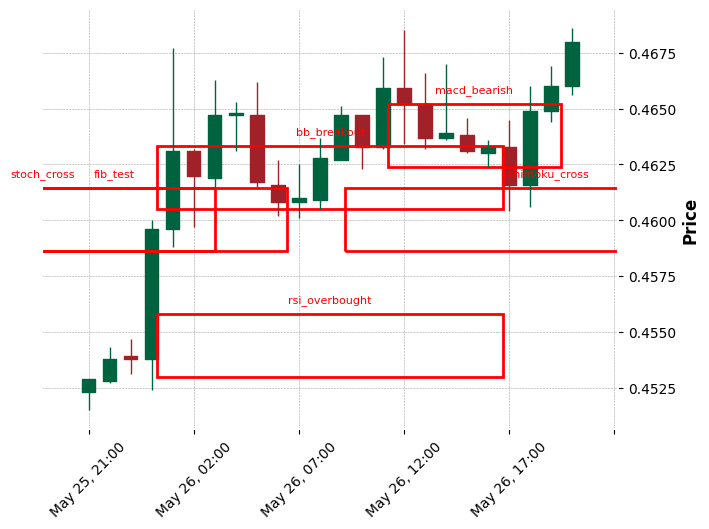 0.4675
macd_bearish
0.4650
bb_breakout
0.4625
stoch_cross
fib_test
ichimoku_cross
0.4600
Price
0.4575
rsi_overbought
0.4550
0.4525
May 25, 21:00
May 26, 02:00
May 26, 07:00
May 26, 12:00
May 26, 17:00